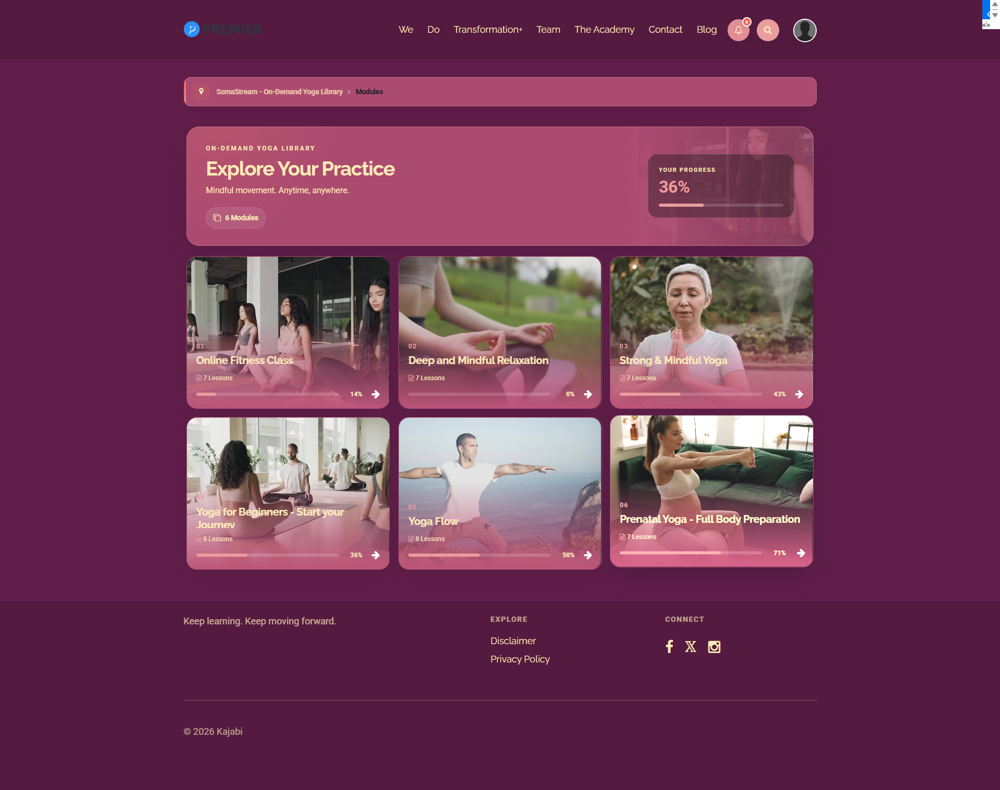 PREMIER
We Do Transformation+ Team The Academy Contact Blog 2
SomaStream - On-Demand Yoga Library > Modules
ON-DEMAND YOGA LIBRARY
Explore Your Practice
Mindful movement. Anytime, anywhere.
6 Modules
YOUR PROGRESS
36%
01
Online Fitness Class
7 Lessons
14%
02
Deep and Mindful Relaxation
7 Lessons
0%
03
Strong & Mindful Yoga
7 Lessons
43%
04
Yoga for Beginners - Start your
Journey
9 Lessons
36%
05
Yoga Flow
8 Lessons
50%
06
Prenatal Yoga - Full Body Preparation
7 Lessons
71%
Keep learning. Keep moving forward.
EXPLORE
Disclaimer
Privacy Policy
CONNECT
© 2026 Kajabi